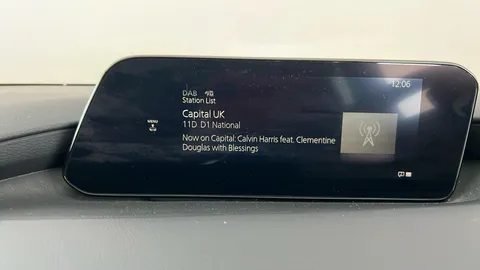 DAB
12:06
Station List
Capital UK
MENU
11D D1 National
Now on Capital: Calvin Harris feat. Clementine
Douglas with Blessings